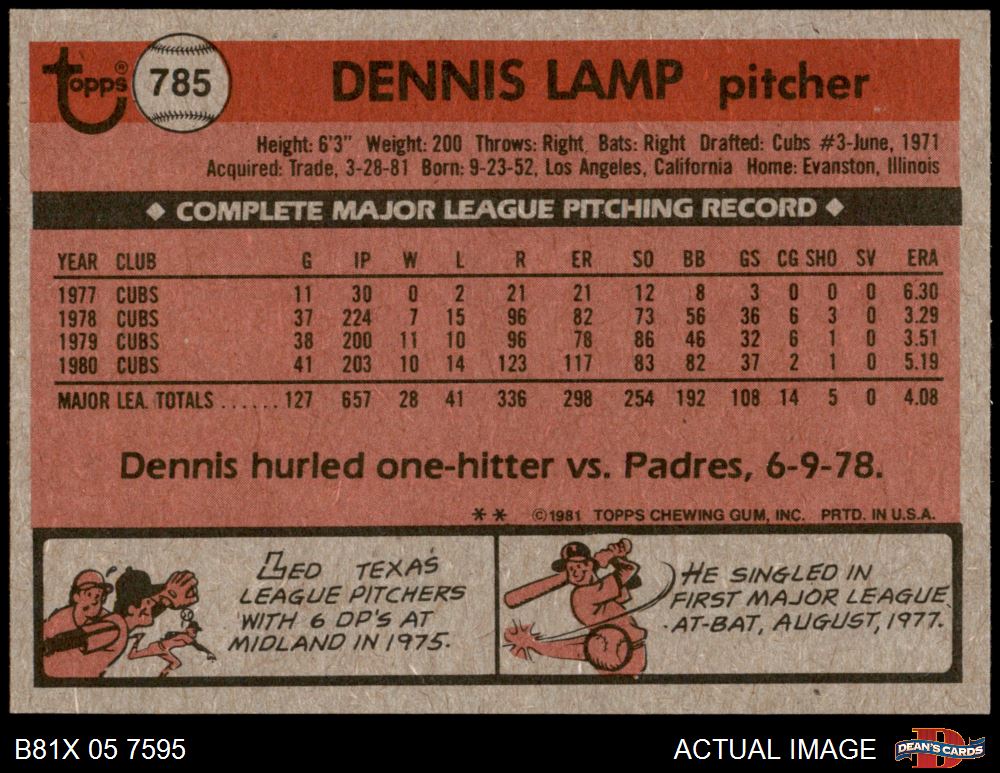 topps® 785 DENNIS LAMP pitcher
Height: 6'3" Weight: 200 Throws: Right Bats: Right Drafted: Cubs #3-June, 1971
Acquired: Trade, 3-28-81 Born: 9-23-52, Los Angeles, California Home: Evanston, Illinois
◆ COMPLETE MAJOR LEAGUE PITCHING RECORD ◆
YEAR CLUB G IP W L R ER SO BB GS CG SHO SV ERA
1977 CUBS 11 30 0 2 21 21 12 8 3 0 0 0 6.30
1978 CUBS 37 224 7 15 96 82 73 56 36 6 3 0 3.29
1979 CUBS 38 200 11 10 96 78 86 46 32 6 1 0 3.51
1980 CUBS 41 203 10 14 123 117 83 82 37 2 1 0 5.19
MAJOR LEA. TOTALS ...... 127 657 28 41 336 298 254 192 108 14 5 0 4.08
Dennis hurled one-hitter vs. Padres, 6-9-78.
** ©1981 TOPPS CHEWING GUM, INC. PRTD. IN U.S.A.
LED TEXAS
LEAGUE PITCHERS
WITH 6 DP'S AT
MIDLAND IN 1975.
HE SINGLED IN
FIRST MAJOR LEAGUE
AT-BAT, AUGUST, 1977.
B81X 05 7595 ACTUAL IMAGE DEAN'S CARDS